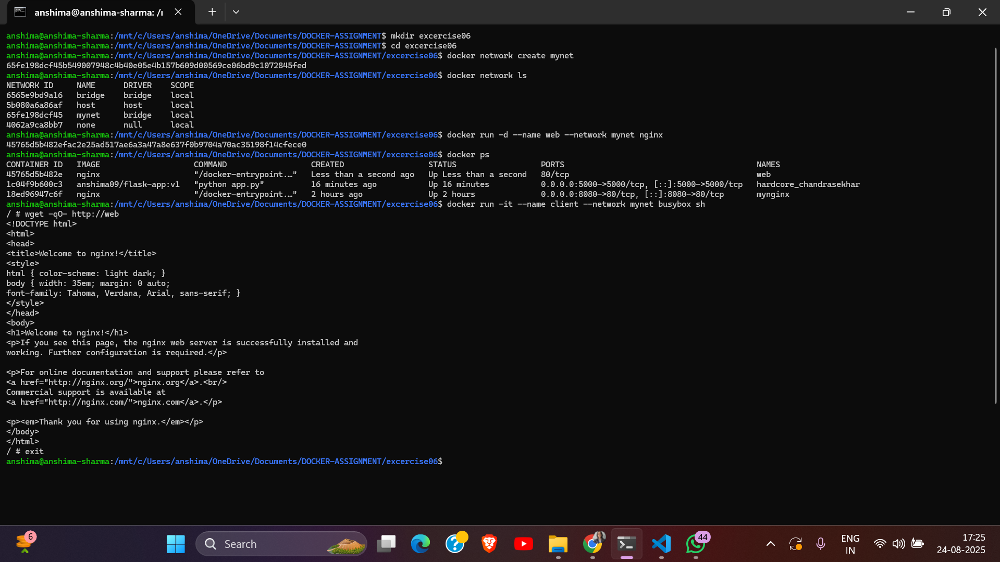 anshima@anshima-sharma: /r
anshima@anshima-sharma:/mnt/c/Users/anshima/OneDrive/Documents/DOCKER-ASSIGNMENT$ mkdir excercise06
anshima@anshima-sharma:/mnt/c/Users/anshima/OneDrive/Documents/DOCKER-ASSIGNMENT$ cd excercise06
anshima@anshima-sharma:/mnt/c/Users/anshima/OneDrive/Documents/DOCKER-ASSIGNMENT/excercise06$ docker network create mynet
65fe198dcf45b549007948c4b40e05e4b157b609d00569ce06bd9c1072845fed
anshima@anshima-sharma:/mnt/c/Users/anshima/OneDrive/Documents/DOCKER-ASSIGNMENT/excercise06$ docker network ls
NETWORK ID     NAME      DRIVER    SCOPE
6565e9bd9a16   bridge    bridge    local
5b080a6a86af   host      host      local
65fe198dcf45   mynet     bridge    local
4062a9ca8bb7   none      null      local
anshima@anshima-sharma:/mnt/c/Users/anshima/OneDrive/Documents/DOCKER-ASSIGNMENT/excercise06$ docker run -d --name web --network mynet nginx
45765d5b482efac2e25ad517ae6a3a47a8e637f0b9704a70ac35198f14cfece0
anshima@anshima-sharma:/mnt/c/Users/anshima/OneDrive/Documents/DOCKER-ASSIGNMENT/excercise06$ docker ps
CONTAINER ID   IMAGE                    COMMAND                  CREATED                  STATUS                  PORTS                                         NAMES
45765d5b482e   nginx                    "/docker-entrypoint.…"   Less than a second ago   Up Less than a second   80/tcp                                        web
1c04f9b600c3   anshima09/flask-app:v1   "python app.py"          16 minutes ago           Up 16 minutes           0.0.0.0:5000->5000/tcp, [::]:5000->5000/tcp   hardcore_chandrasekhar
18ed96947c6f   nginx                    "/docker-entrypoint.…"   2 hours ago              Up 2 hours              0.0.0.0:8080->80/tcp, [::]:8080->80/tcp       mynginx
anshima@anshima-sharma:/mnt/c/Users/anshima/OneDrive/Documents/DOCKER-ASSIGNMENT/excercise06$ docker run -it --name client --network mynet busybox sh
/ # wget -qO- http://web
<!DOCTYPE html>
<html>
<head>
<title>Welcome to nginx!</title>
<style>
html { color-scheme: light dark; }
body { width: 35em; margin: 0 auto;
font-family: Tahoma, Verdana, Arial, sans-serif; }
</style>
</head>
<body>
<h1>Welcome to nginx!</h1>
<p>If you see this page, the nginx web server is successfully installed and
working. Further configuration is required.</p>
<p>For online documentation and support please refer to
<a href="http://nginx.org/">nginx.org</a>.<br/>
Commercial support is available at
<a href="http://nginx.com/">nginx.com</a>.</p>
<p><em>Thank you for using nginx.</em></p>
</body>
</html>
/ # exit
anshima@anshima-sharma:/mnt/c/Users/anshima/OneDrive/Documents/DOCKER-ASSIGNMENT/excercise06$
6
Search
44
ENG
IN
17:25
24-08-2025